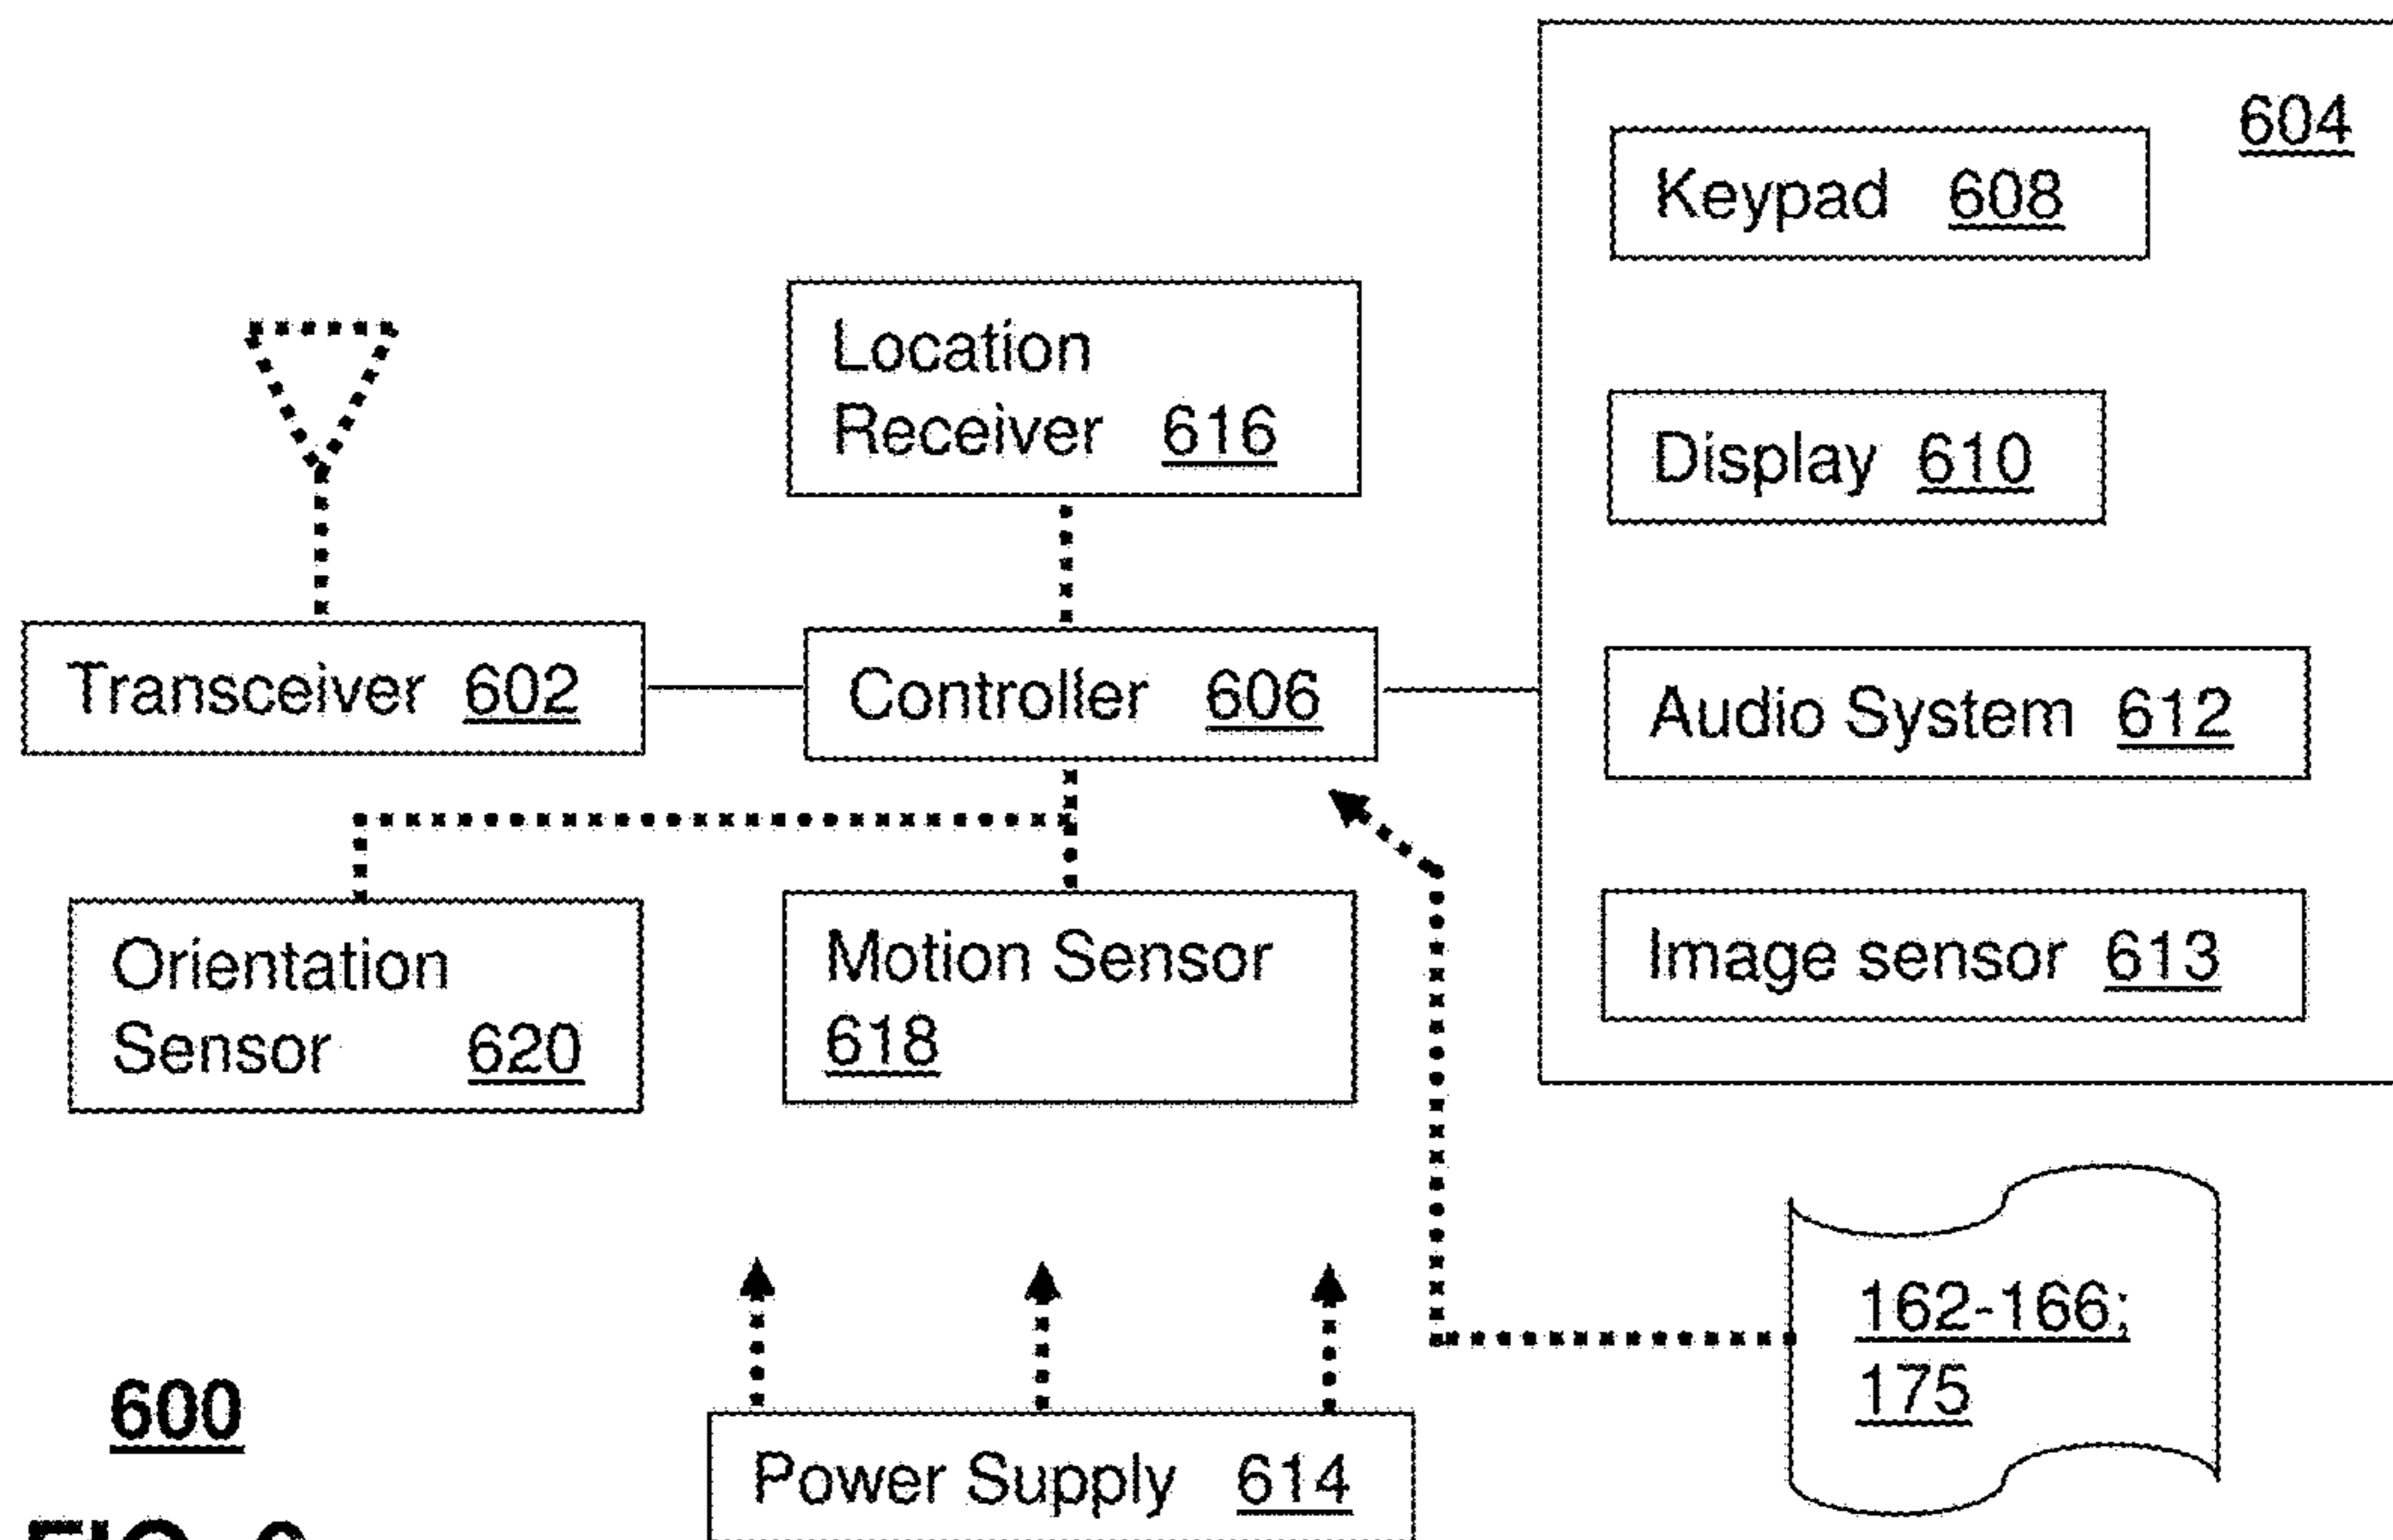 604
Keypad 608
Location
Receiver 616
Display 610
Transceiver 602
Controller 606
Audio System 612
Orientation
Sensor 620
Motion Sensor
618
Image sensor 613
162-166;
175
600
Power Supply 614